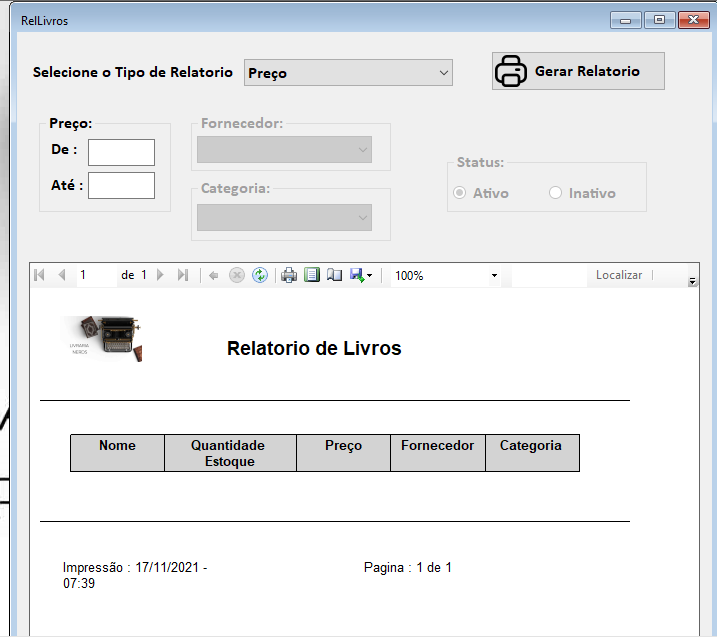 RelLivros
Selecione o Tipo de Relatorio Preço Gerar Relatorio
Preço:
De :
Até :
Fornecedor:
Categoria:
Status:
Ativo Inativo
1 de 1 100% Localizar
LIVRARIA
NERDS
Relatorio de Livros
Nome Quantidade Estoque Preço Fornecedor Categoria
Impressão : 17/11/2021 -
07:39
Pagina : 1 de 1